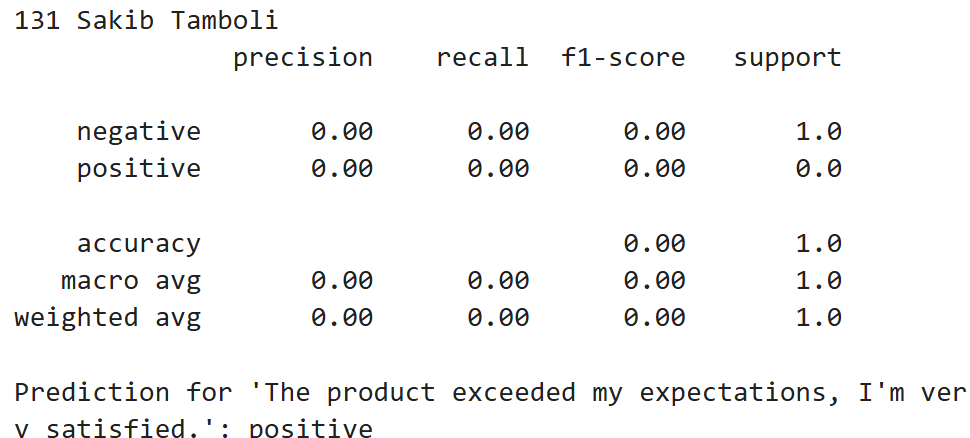 131 Sakib Tamboli
precision recall f1-score support
negative 0.00 0.00 0.00 1.0
positive 0.00 0.00 0.00 0.0
accuracy 0.00 1.0
macro avg 0.00 0.00 0.00 1.0
weighted avg 0.00 0.00 0.00 1.0
Prediction for 'The product exceeded my expectations, I'm ver
y satisfied.': positive